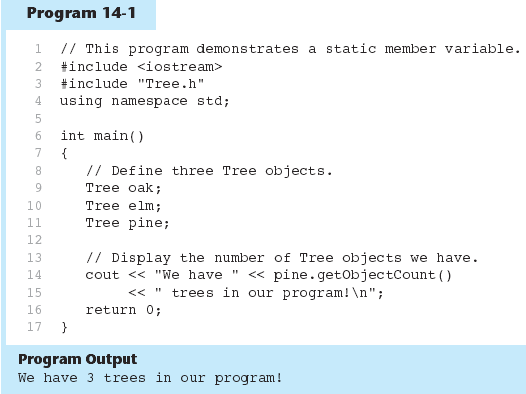 Program 14-1
1 // This program demonstrates a static member variable.
2 #include <iostream>
3 #include "Tree.h"
4 using namespace std;
5
6 int main()
7 {
8 // Define three Tree objects.
9 Tree oak;
10 Tree elm;
11 Tree pine;
12
13 // Display the number of Tree objects we have.
14 cout << "We have " << pine.getObjectCount()
15 << " trees in our program!\n";
16 return 0;
17 }
Program Output
We have 3 trees in our program!